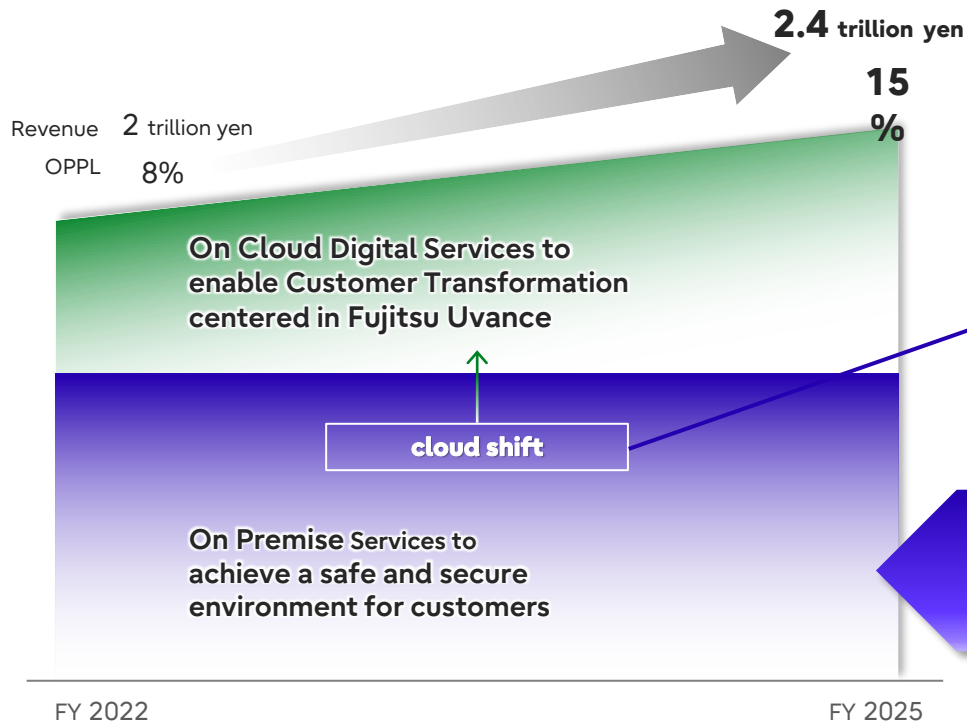 2.4 trillion yen
15
%
Revenue 2 trillion yen
OPPL 8%
On Cloud Digital Services to
enable Customer Transformation
centered in Fujitsu Uvance
cloud shift
On Premise Services to
achieve a safe and secure
environment for customers
FY 2022 FY 2025